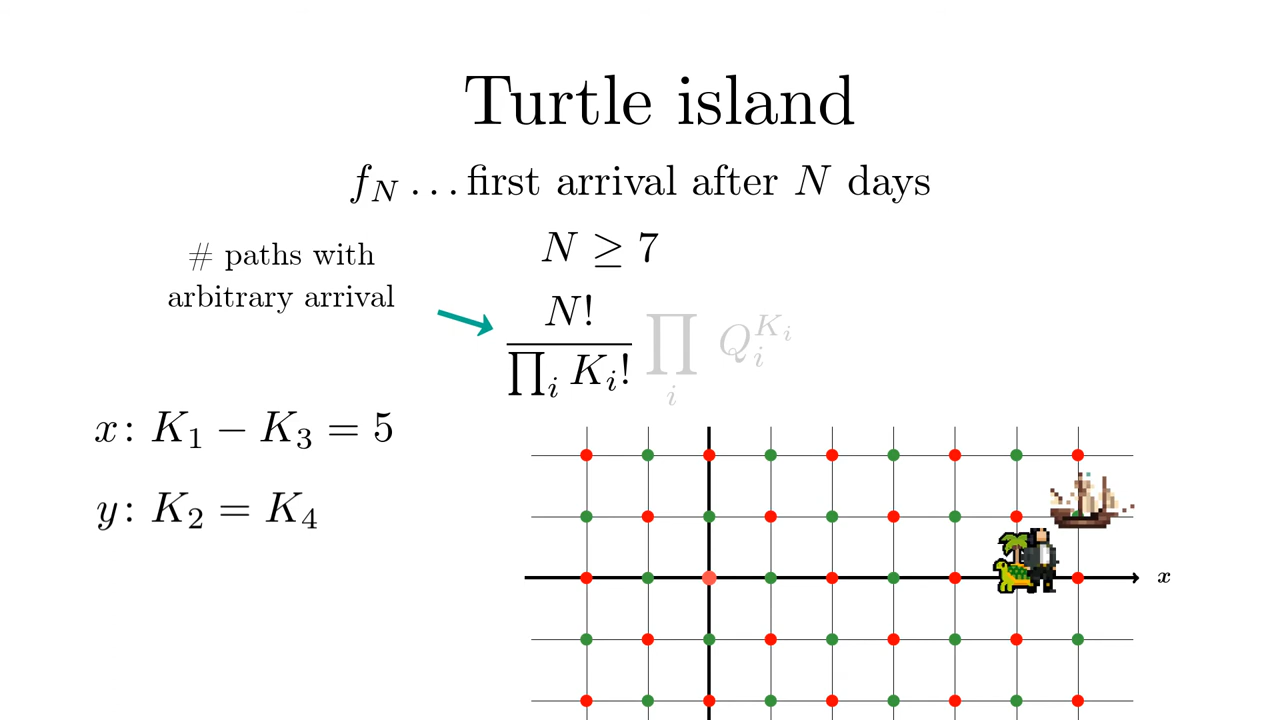 Turtle island
f_N … first arrival after N days
# paths with
arbitrary arrival
N ≥ 7
N! / ∏_i K_i! ∏_i Q_i^{K_i}
x: K_1 − K_3 = 5
y: K_2 = K_4
x